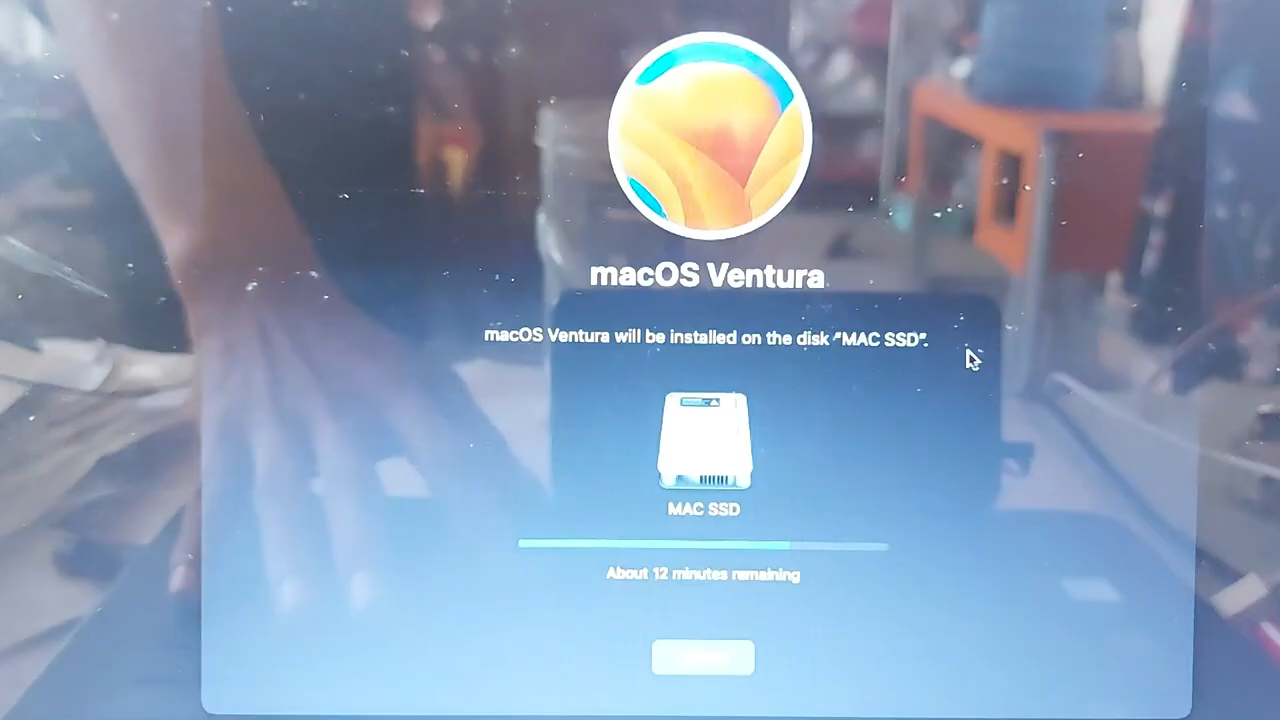 macOS Ventura
macOS Ventura will be installed on the disk “MAC SSD”.
MAC SSD
About 12 minutes remaining